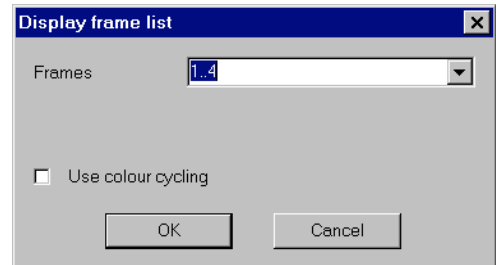 Display frame list
Frames 1..4
Use colour cycling
OK Cancel